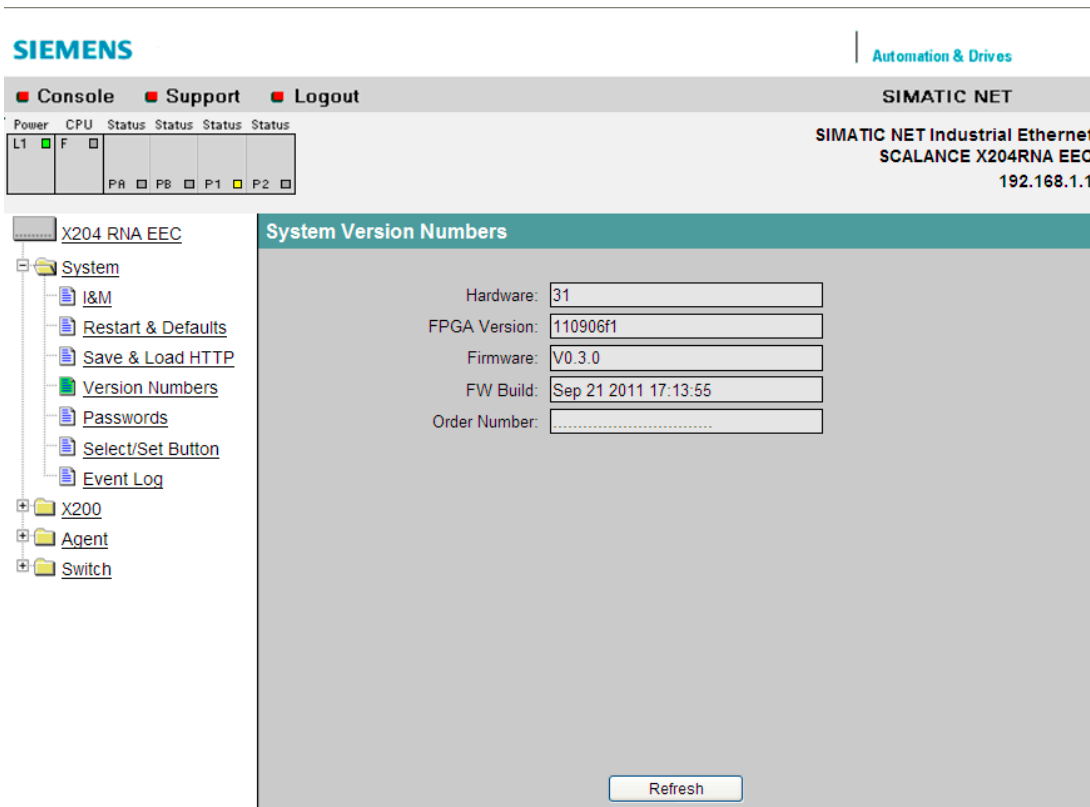 SIEMENS
Automation & Drives
Console Support Logout SIMATIC NET
Power CPU Status Status Status Status
L1 F
PA PB P1 P2
SIMATIC NET Industrial Ethernet
SCALANCE X204RNA EEC
192.168.1.1
X204 RNA EEC
System
I&M
Restart & Defaults
Save & Load HTTP
Version Numbers
Passwords
Select/Set Button
Event Log
X200
Agent
Switch
System Version Numbers
Hardware: 31
FPGA Version: 110906f1
Firmware: V0.3.0
FW Build: Sep 21 2011 17:13:55
Order Number: ................................
Refresh